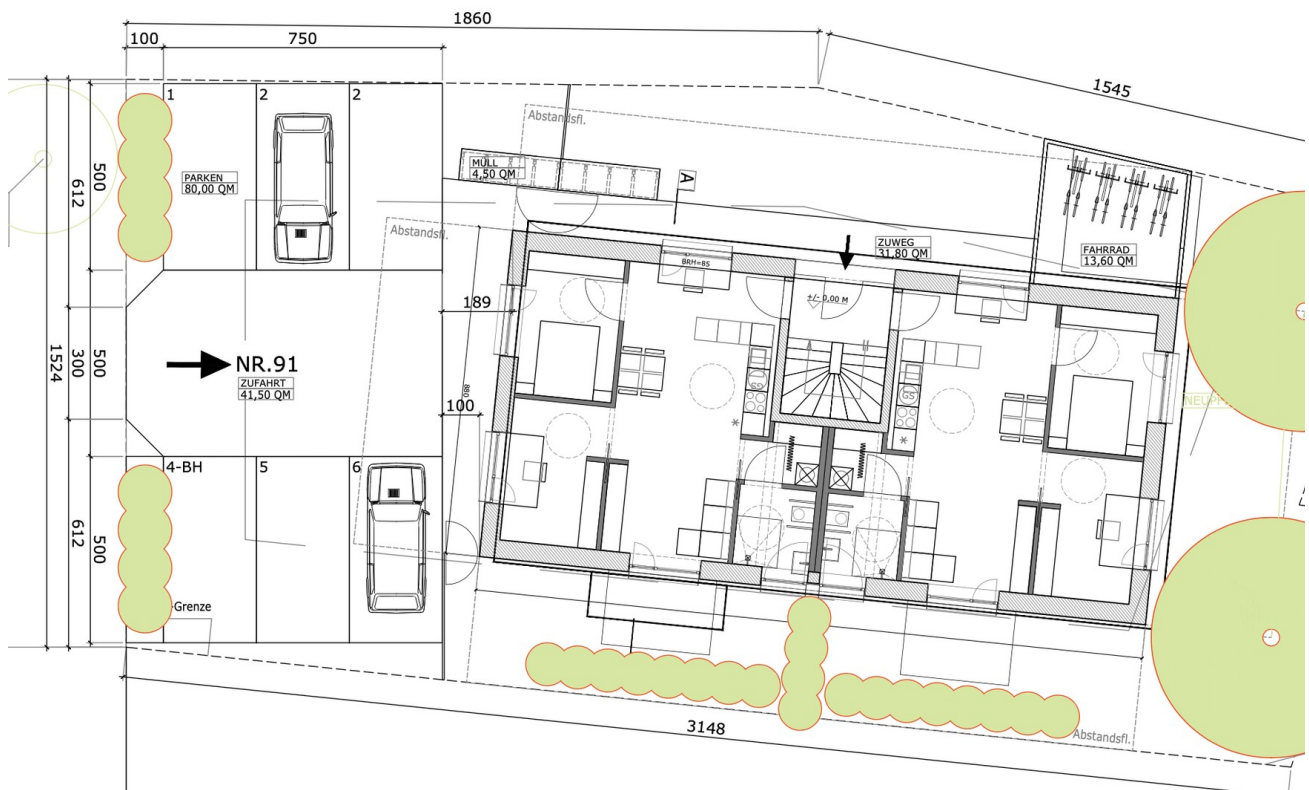 1860
100
750
1545
1
2
2
Abstandsfl.
MÜLL
4,50 QM
A
PARKEN
80,00 QM
500
612
Abstandsfl.
ZUWEG
31,80 QM
FAHRRAD
13,60 QM
BRH=85
+/- 0,00 M
189
NR.91
ZUFAHRT
41,50 QM
1524
300
500
880
GS
GS
100
NEUPF
4-BH
5
6
612
500
-Grenze
3148
Abstandsfl.